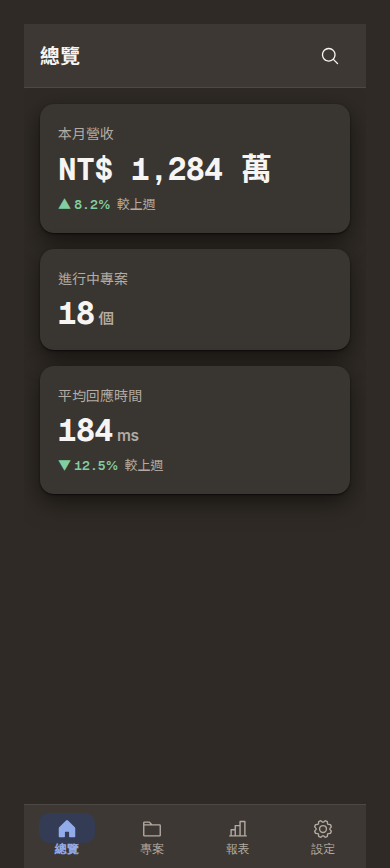 總覽
本月營收
NT$ 1,284 萬
▲ 8.2% 較上週
進行中專案
18 個
平均回應時間
184 ms
▼ 12.5% 較上週
總覽 專案 報表 設定